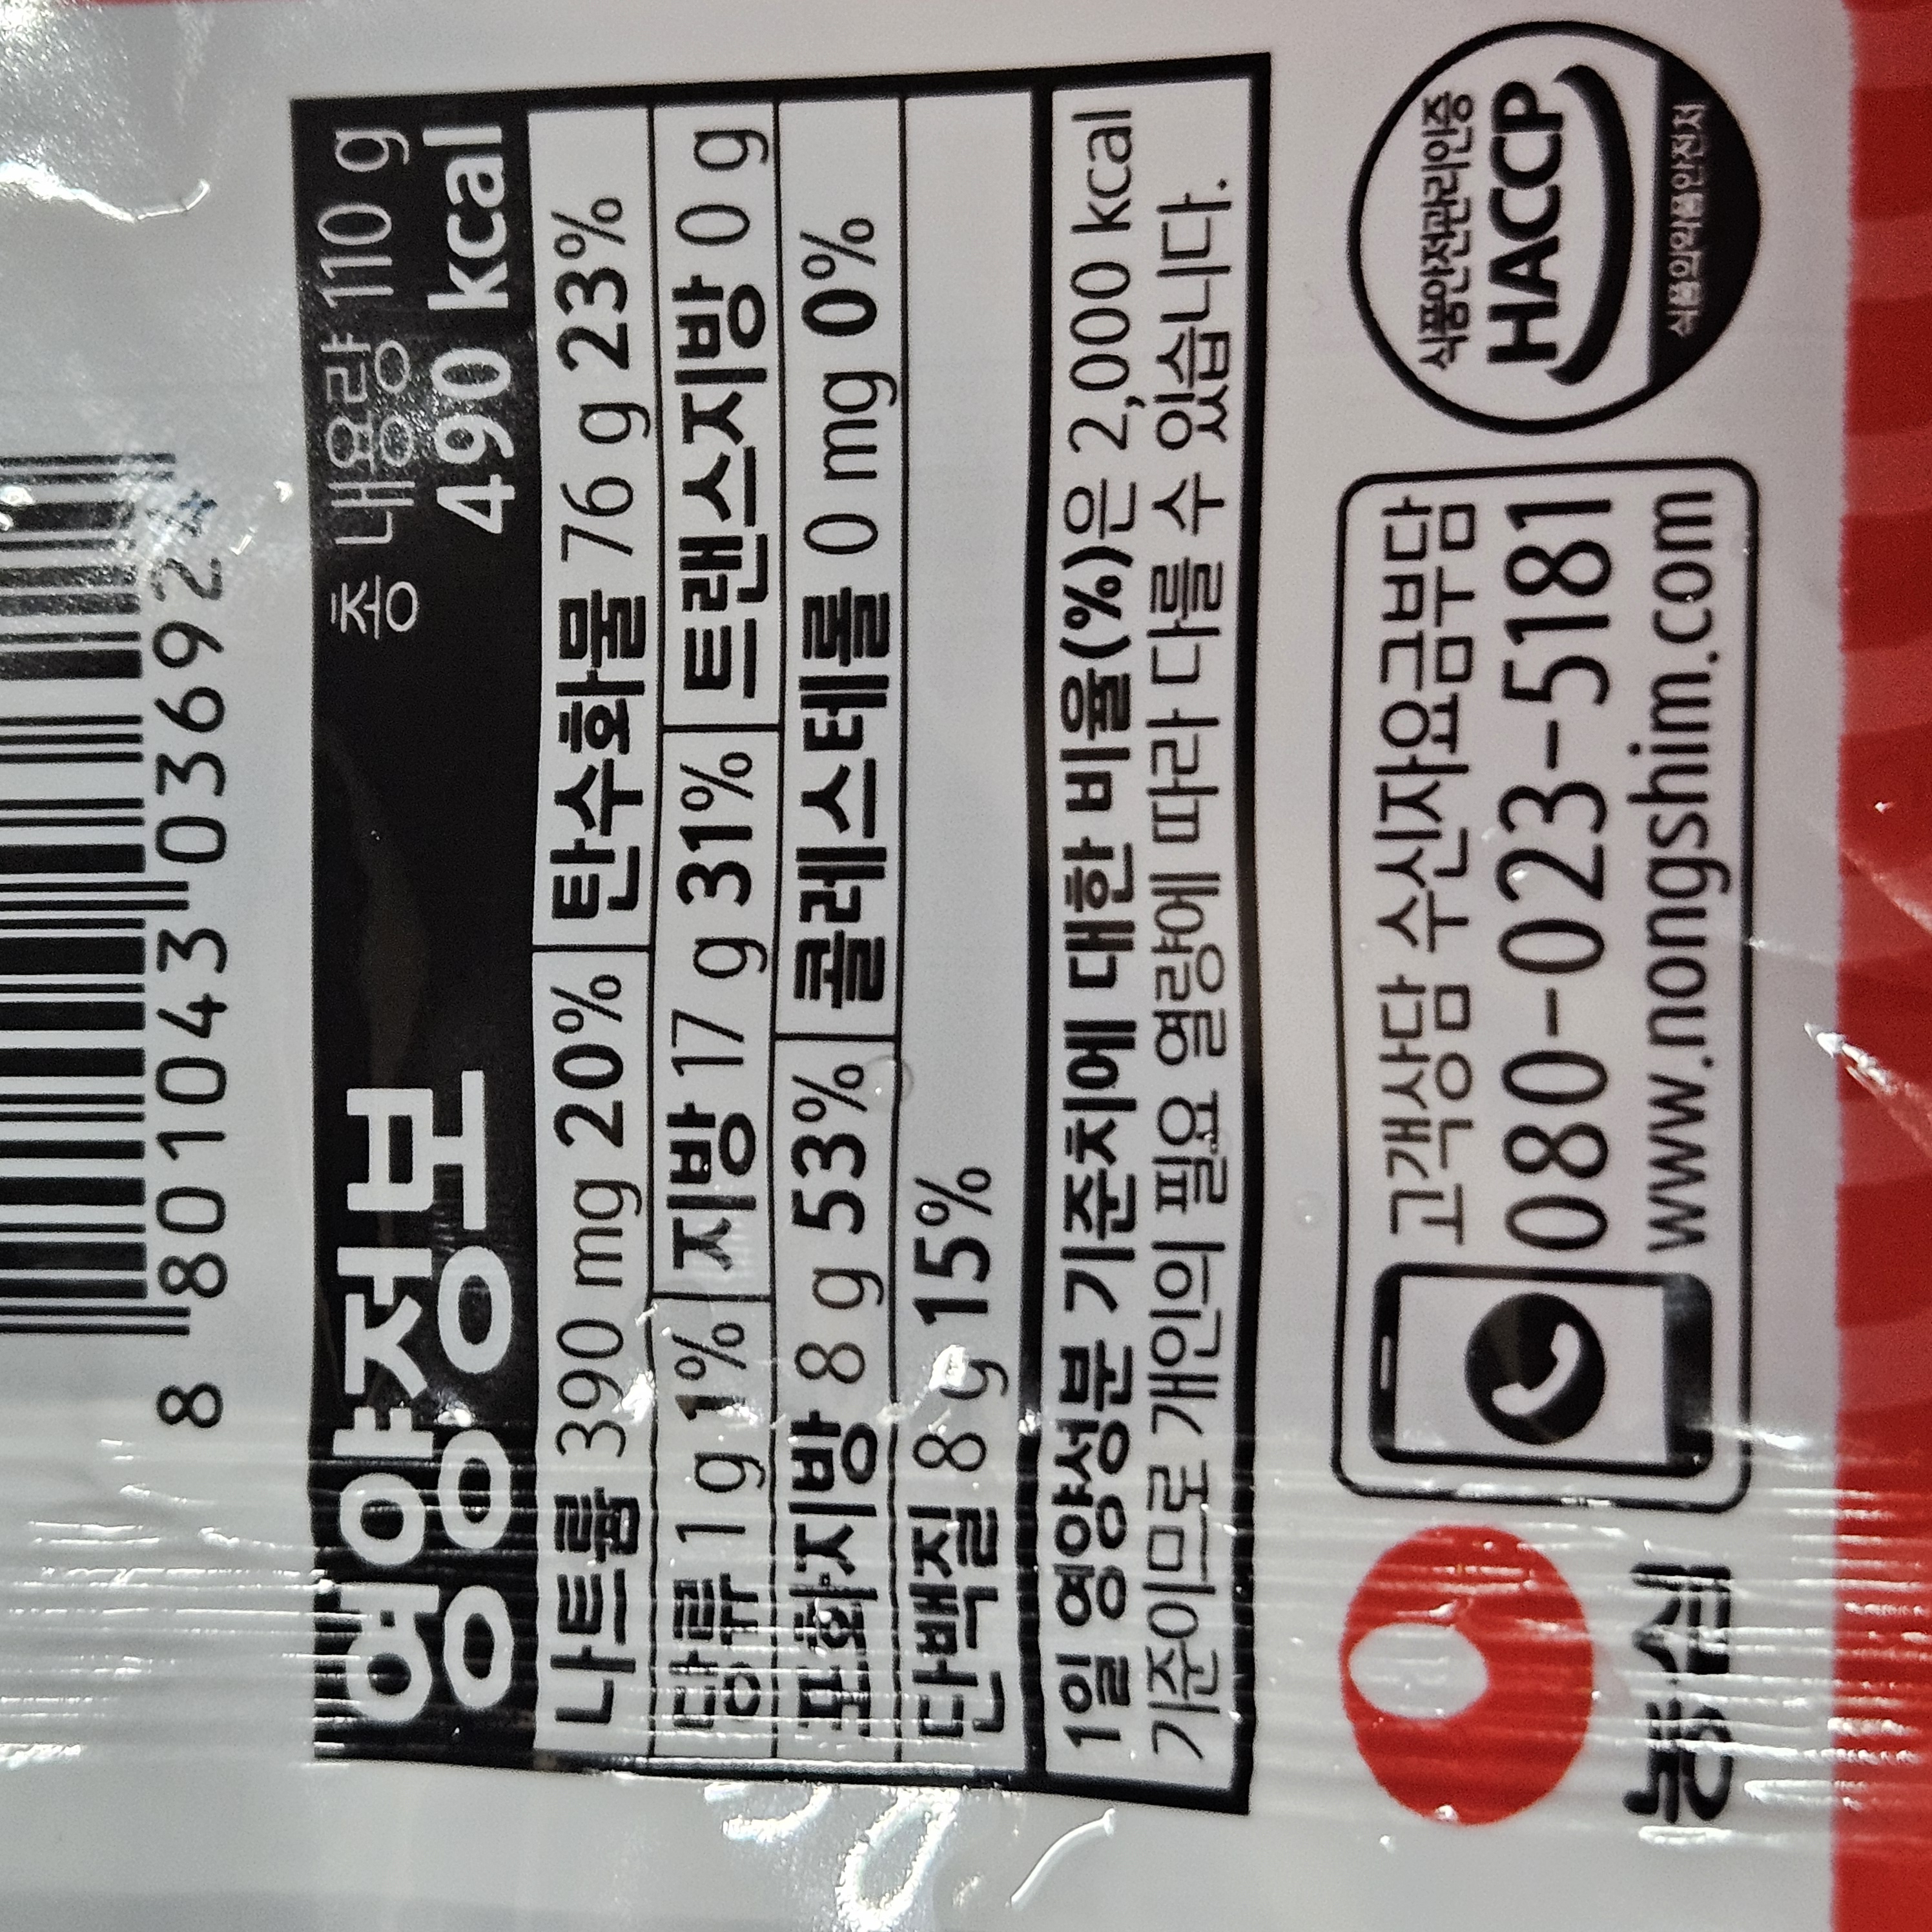 8 801043 036924
영양정보
총 내용량 110 g
490 kcal
나트륨 390 mg 20% 탄수화물 76 g 23%
당류 1 g 1% 지방 17 g 31% 트랜스지방 0 g
포화지방 8 g 53% 콜레스테롤 0 mg 0%
단백질 8 g 15%
1일 영양성분 기준치에 대한 비율(%)은 2,000 kcal
기준이므로 개인의 필요 열량에 따라 다를 수 있습니다.
농심
고객상담 수신자요금부담
080-023-5181
www.nongshim.com
식품안전관리인증
HACCP
식품의약품안전처